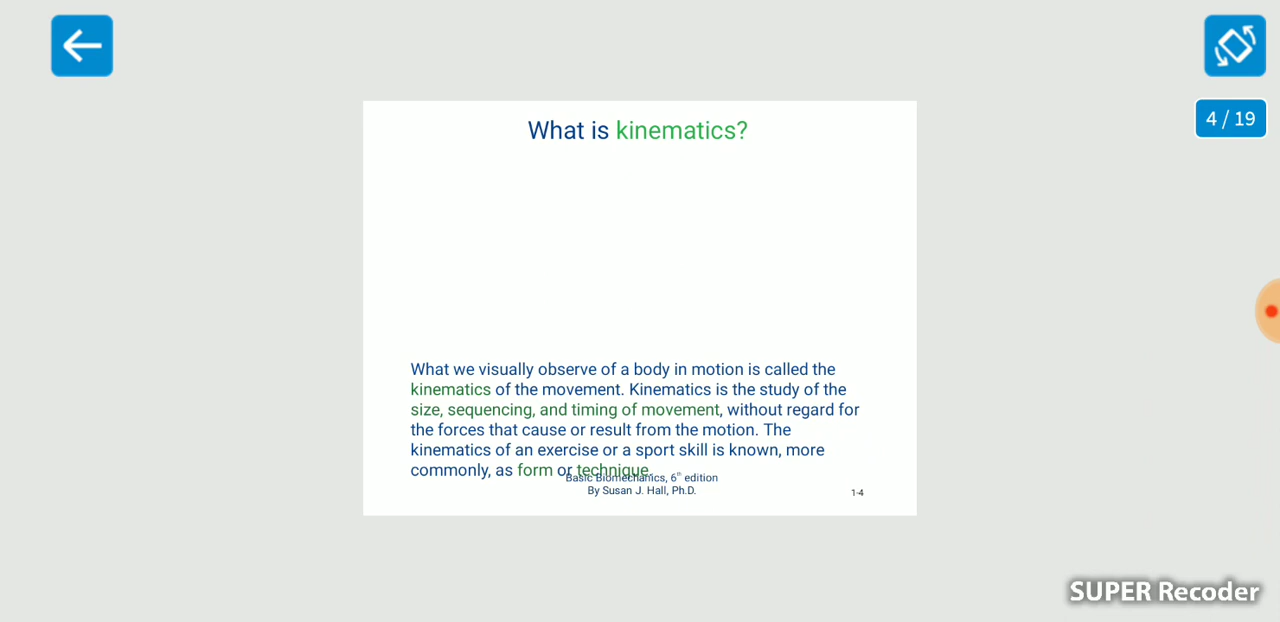 4 / 19
What is kinematics?
What we visually observe of a body in motion is called the
kinematics of the movement. Kinematics is the study of the
size, sequencing, and timing of movement, without regard for
the forces that cause or result from the motion. The
kinematics of an exercise or a sport skill is known, more
commonly, as form or technique.
Basic Biomechanics, 6th edition
By Susan J. Hall, Ph.D.
1-4
SUPER Recoder